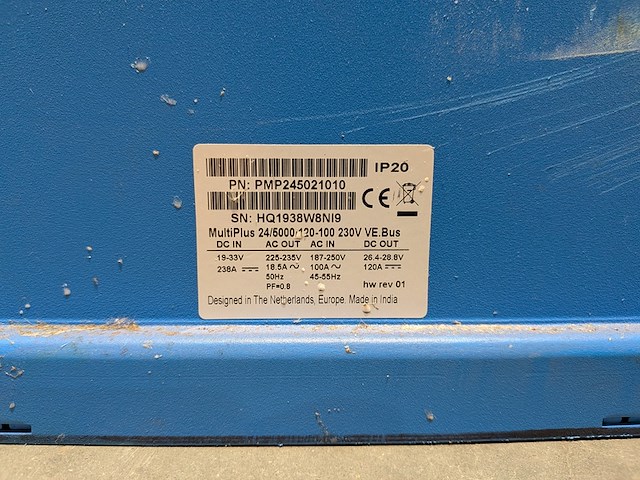 IP20
PN: PMP245021010
CE
SN: HQ1938W8NI9
MultiPlus 24/5000/120-100 230V VE.Bus
DC IN AC OUT AC IN DC OUT
19-33V 225-235V 187-250V 26.4-28.8V
238A 18.5A 100A 120A
50Hz 45-55Hz
PF=0.8 hw rev 01
Designed in The Netherlands, Europe. Made in India